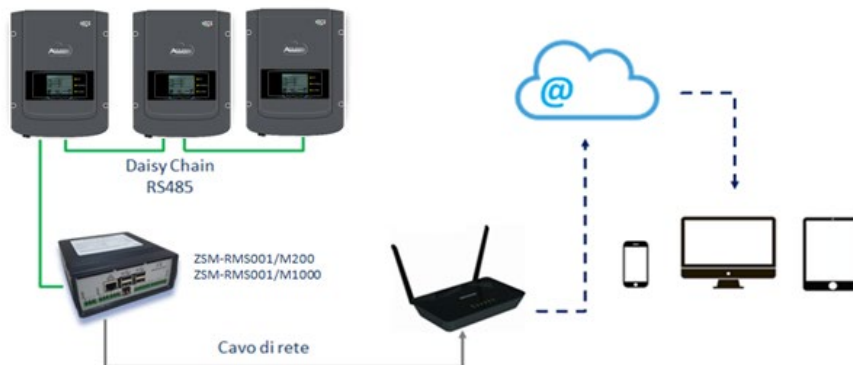 Daisy Chain
RS485
@
ZSM-RMS001/M200
ZSM-RMS001/M1000
Cavo di rete